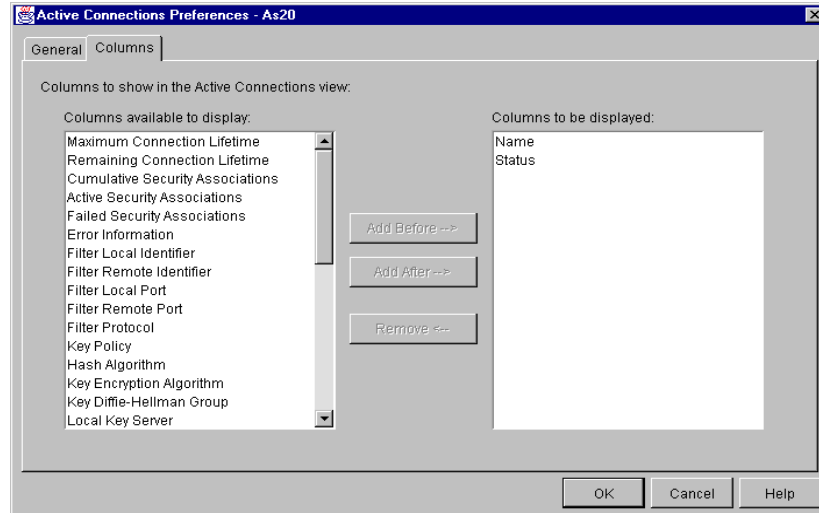 Active Connections Preferences - As20
General
Columns
Columns to show in the Active Connections view:
Columns available to display:
Maximum Connection Lifetime
Remaining Connection Lifetime
Cumulative Security Associations
Active Security Associations
Failed Security Associations
Error Information
Filter Local Identifier
Filter Remote Identifier
Filter Local Port
Filter Remote Port
Filter Protocol
Key Policy
Hash Algorithm
Key Encryption Algorithm
Key Diffie-Hellman Group
Local Key Server
Add Before -->
Add After -->
Remove <--
Columns to be displayed:
Name
Status
OK
Cancel
Help